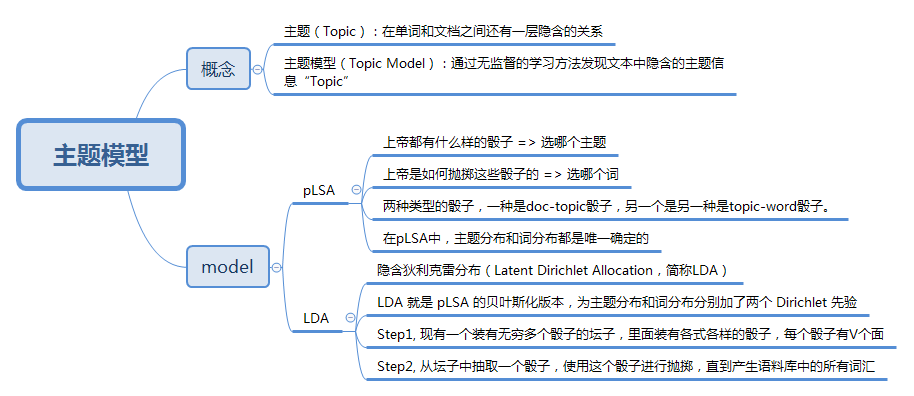 主题模型
概念
主题（Topic）：在单词和文档之间还有一层隐含的关系
主题模型（Topic Model）：通过无监督的学习方法发现文本中隐含的主题信
息“Topic”
model
pLSA
上帝都有什么样的骰子 => 选哪个主题
上帝是如何抛掷这些骰子的 => 选哪个词
两种类型的骰子，一种是doc-topic骰子，另一个是另一种是topic-word骰子。
在pLSA中，主题分布和词分布都是唯一确定的
LDA
隐含狄利克雷分布（Latent Dirichlet Allocation，简称LDA）
LDA 就是 pLSA 的贝叶斯化版本，为主题分布和词分布分别加了两个 Dirichlet 先验
Step1, 现有一个装有无穷多个骰子的坛子，里面装有各式各样的骰子，每个骰子有V个面
Step2, 从坛子中抽取一个骰子，使用这个骰子进行抛掷，直到产生语料库中的所有词汇